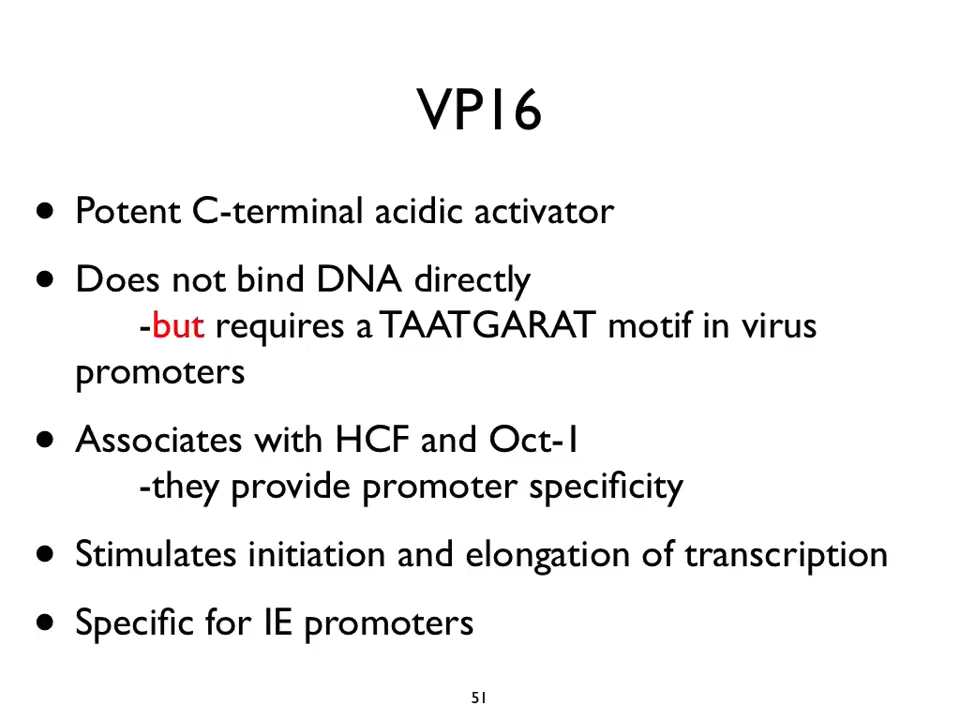 VP16
• Potent C-terminal acidic activator
• Does not bind DNA directly
-but requires a TAATGARAT motif in virus
promoters
• Associates with HCF and Oct-1
-they provide promoter specificity
• Stimulates initiation and elongation of transcription
• Specific for IE promoters
51